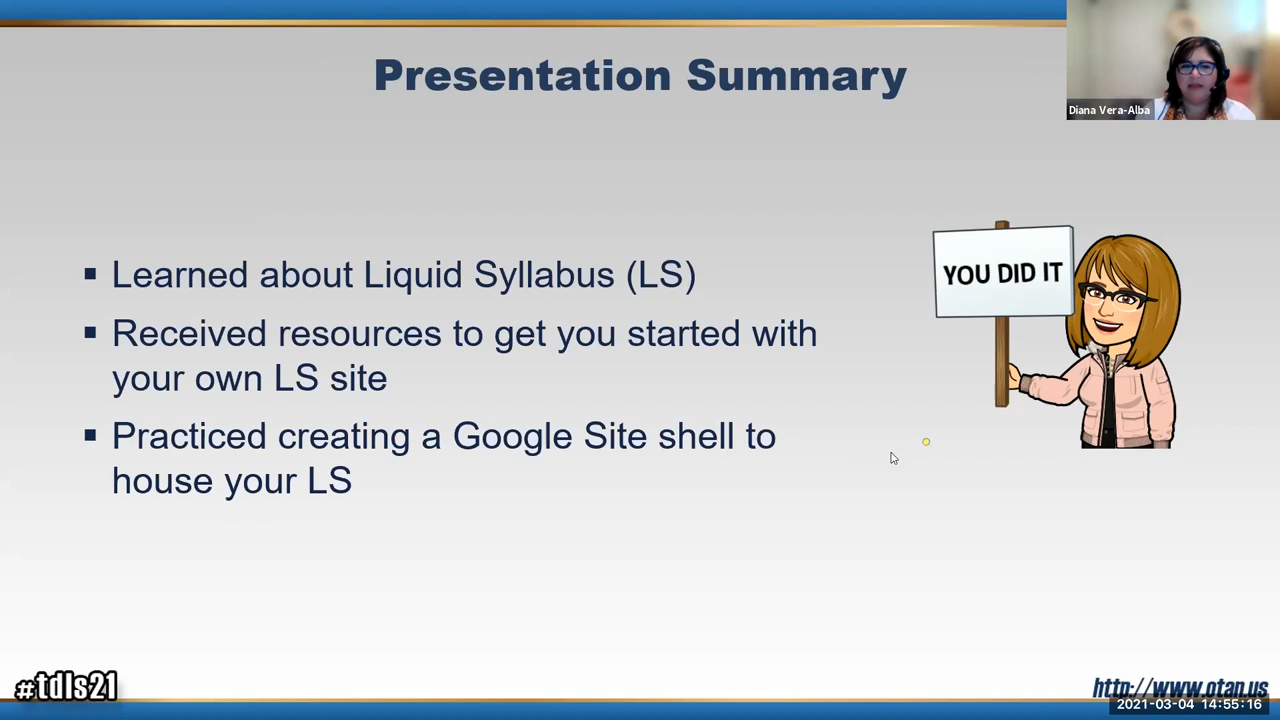 Presentation Summary
Diana Vera-Alba
▪ Learned about Liquid Syllabus (LS)
▪ Received resources to get you started with
your own LS site
▪ Practiced creating a Google Site shell to
house your LS
YOU DID IT
#tdls21
http://www.otan.us
2021-03-04 14:55:16